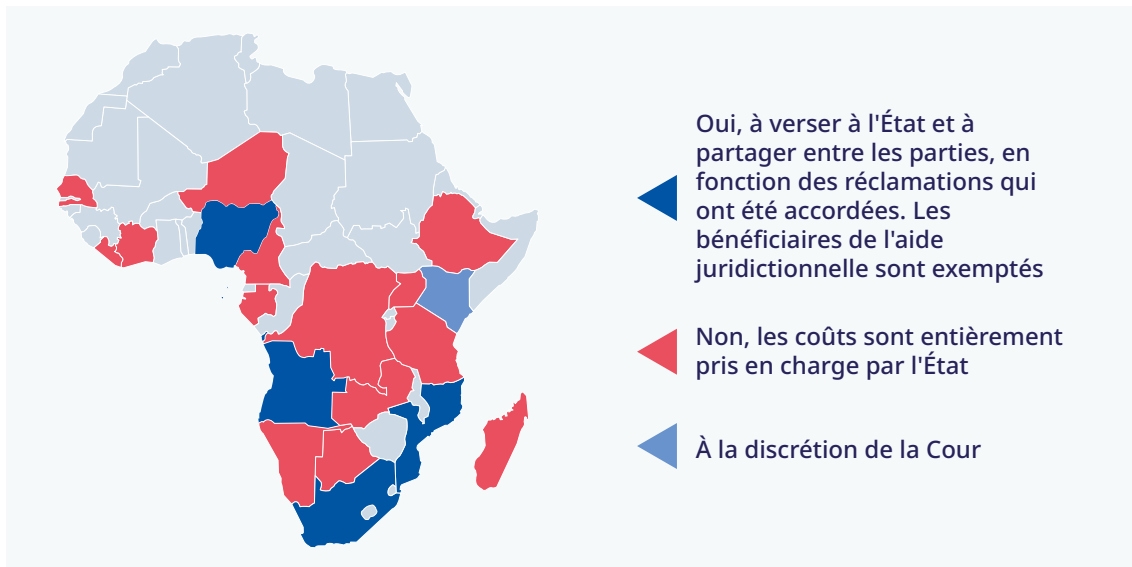 Oui, à verser à l'État et à
partager entre les parties, en
fonction des réclamations qui
ont été accordées. Les
bénéficiaires de l'aide
juridictionnelle sont exemptés
Non, les coûts sont entièrement
pris en charge par l'État
À la discrétion de la Cour